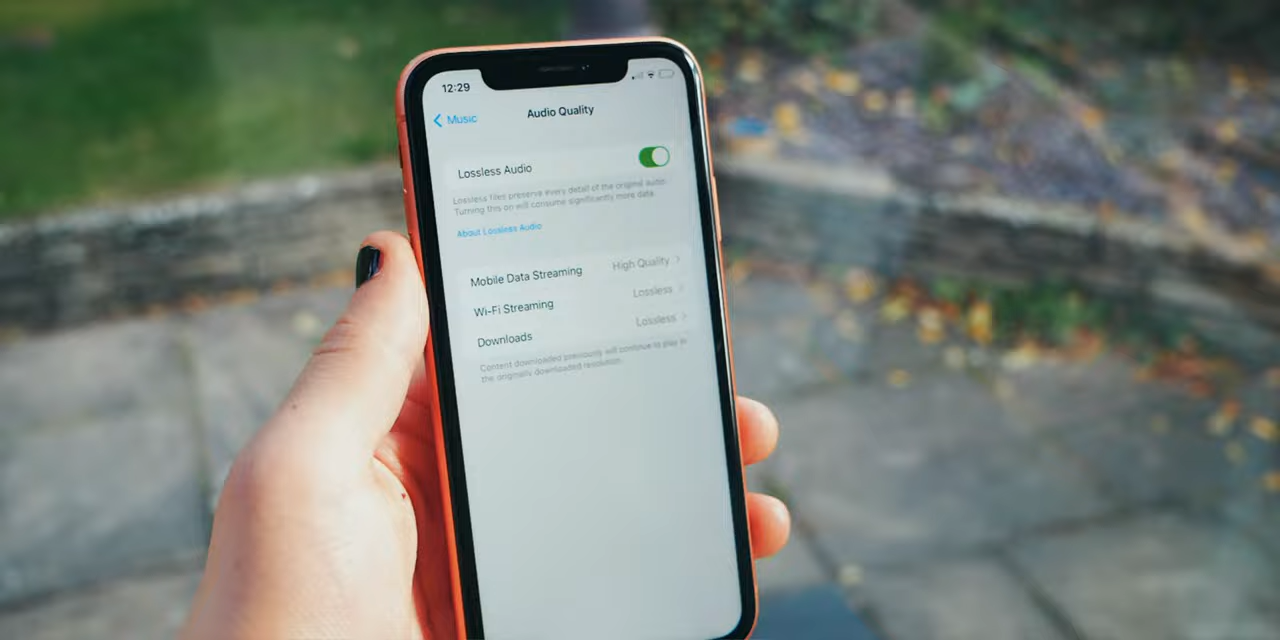 12:29
Music
Audio Quality
Lossless Audio
Lossless files preserve every detail of the original audio.
Turning this on will consume significantly more data.
About Lossless Audio
Mobile Data Streaming High Quality
Wi-Fi Streaming Lossless
Downloads Lossless
Content downloaded previously will continue to play in
the originally downloaded resolution.